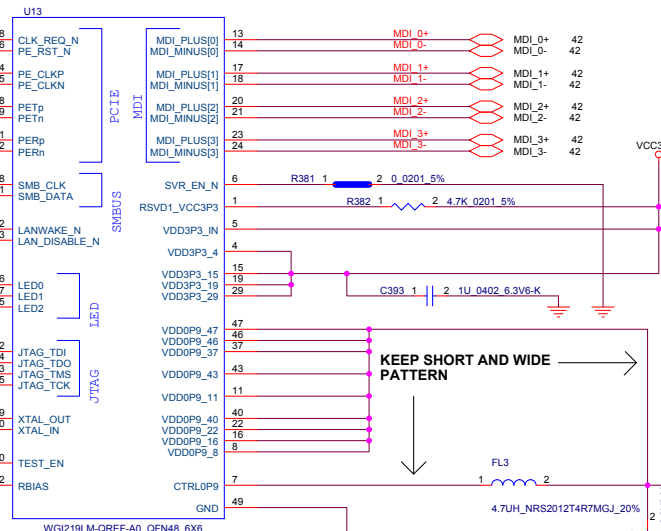 U13
CLK_REQ_N
PE_RST_N
PE_CLKP
PE_CLKN
PETp
PETn
PERp
PERn
PCIE
SMB_CLK
SMB_DATA
SMBUS
LANWAKE_N
LAN_DISABLE_N
LED0
LED1
LED2
LED
JTAG_TDI
JTAG_TDO
JTAG_TMS
JTAG_TCK
JTAG
XTAL_OUT
XTAL_IN
TEST_EN
RBIAS
MDI
MDI_PLUS[0] 13 MDI_0+ MDI_0+ 42
MDI_MINUS[0] 14 MDI_0- MDI_0- 42
MDI_PLUS[1] 17 MDI_1+ MDI_1+ 42
MDI_MINUS[1] 18 MDI_1- MDI_1- 42
MDI_PLUS[2] 20 MDI_2+ MDI_2+ 42
MDI_MINUS[2] 21 MDI_2- MDI_2- 42
MDI_PLUS[3] 23 MDI_3+ MDI_3+ 42
MDI_MINUS[3] 24 MDI_3- MDI_3- 42
VCC3
SVR_EN_N 6 R381 1 2 0_0201_5%
RSVD1_VCC3P3 1 R382 1 2 4.7K_0201_5%
VDD3P3_IN 5
VDD3P3_4 4
VDD3P3_15 15
VDD3P3_19 19
VDD3P3_29 29
C393 1 2 1U_0402_6.3V6-K
VDD0P9_47 47
VDD0P9_46 46
VDD0P9_37 37
VDD0P9_43 43
VDD0P9_11 11
VDD0P9_40 40
VDD0P9_22 22
VDD0P9_16 16
VDD0P9_8 8
KEEP SHORT AND WIDE
PATTERN
CTRL0P9 7
FL3
1 2
4.7UH_NRS2012T4R7MGJ_20%
GND 49
2
WGI219LM-QREF-A0_QFN48_6X6